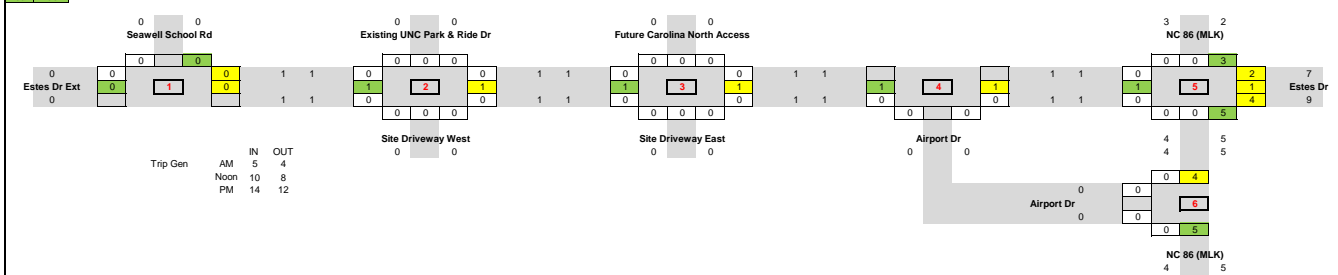 0 0 0 0 0 0 3 2
Seawell School Rd Existing UNC Park & Ride Dr Future Carolina North Access NC 86 (MLK)
0 0 0 0 0 0 0 0 0 0 3
0 0 0 1 1 0 0 1 1 0 0 1 1 1 1 0 2 7
Estes Dr Ext 0 1 0 1 2 1 1 3 1 1 4 1 1 5 1 Estes Dr
0 1 1 0 0 1 1 0 0 1 1 0 0 1 1 0 4 9
0 0 0 0 0 0 0 0 0 0 5
Site Driveway West Site Driveway East Airport Dr 4 5
IN OUT 0 0 0 0 0 0 4 5
Trip Gen AM 5 4
Noon 10 8 0 4
PM 14 12 0 0
Airport Dr 6
0 0
0 5
NC 86 (MLK)
4 5